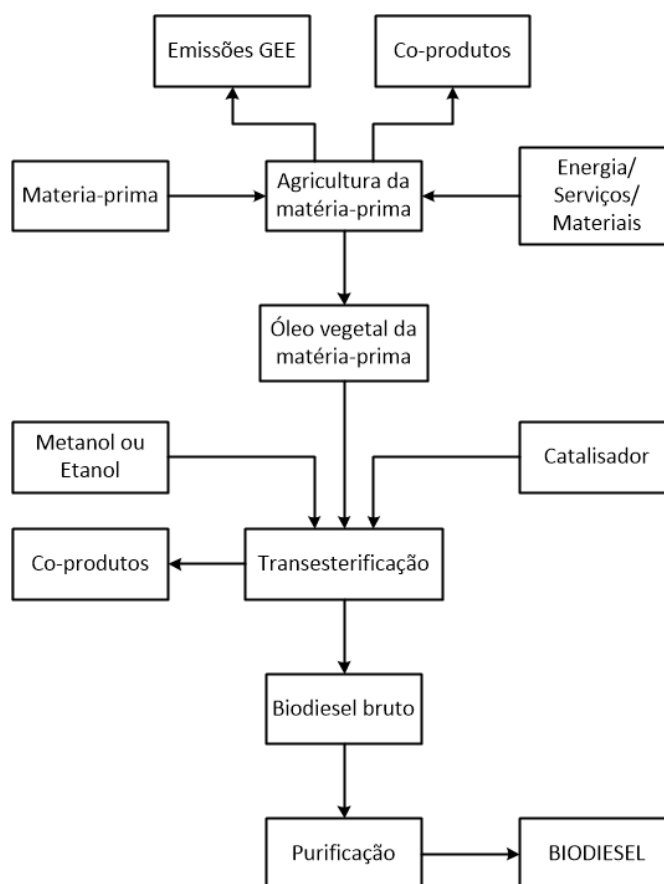 Emissões GEE
Co-produtos
Materia-prima
Agricultura da
matéria-prima
Energia/
Serviços/
Materiais
Óleo vegetal da
matéria-prima
Metanol ou
Etanol
Catalisador
Co-produtos
Transesterificação
Biodiesel bruto
Purificação
BIODIESEL